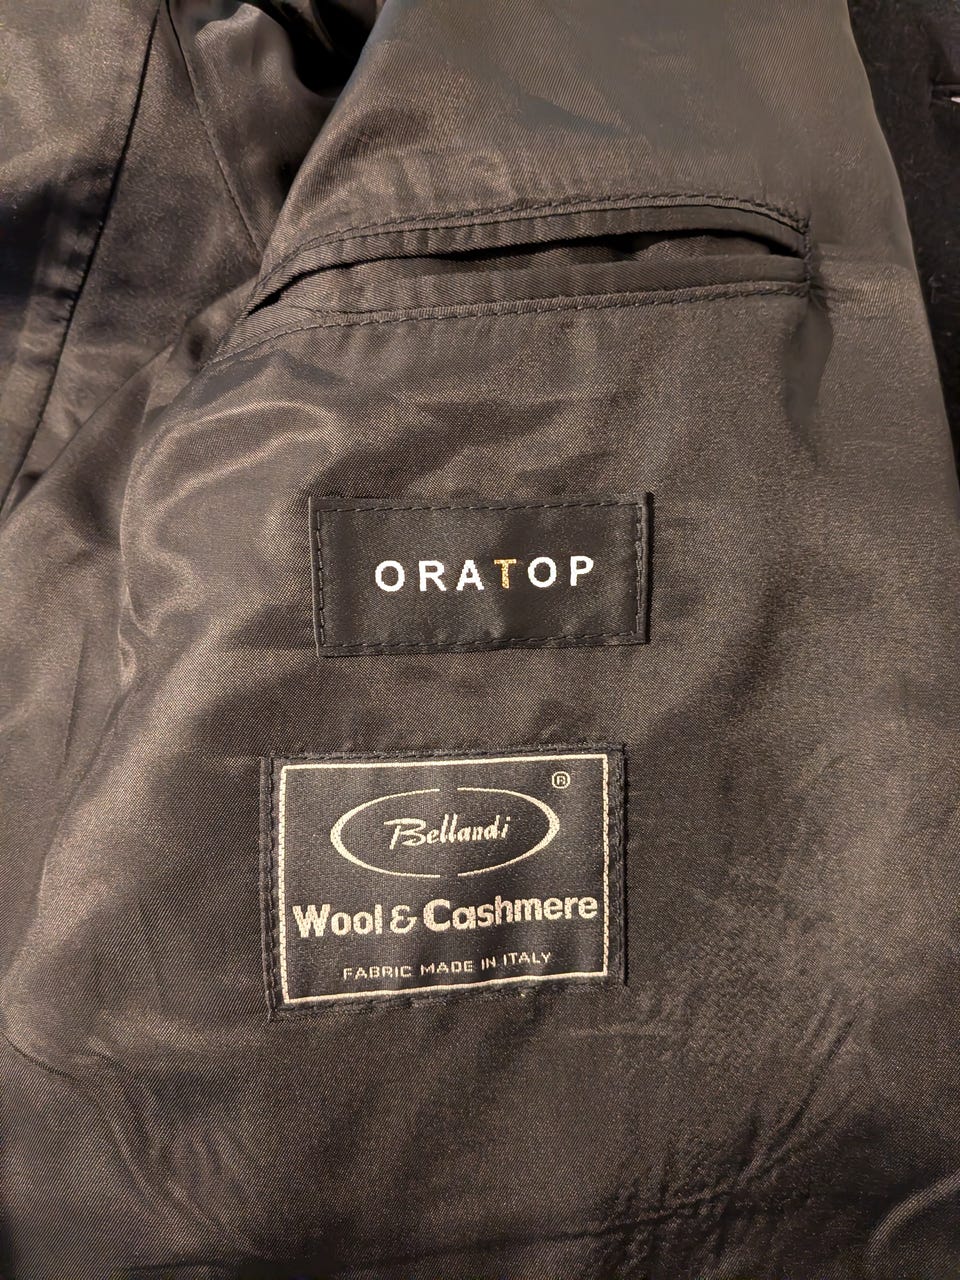 ORATOP
®
Bellandi
Wool & Cashmere
FABRIC MADE IN ITALY